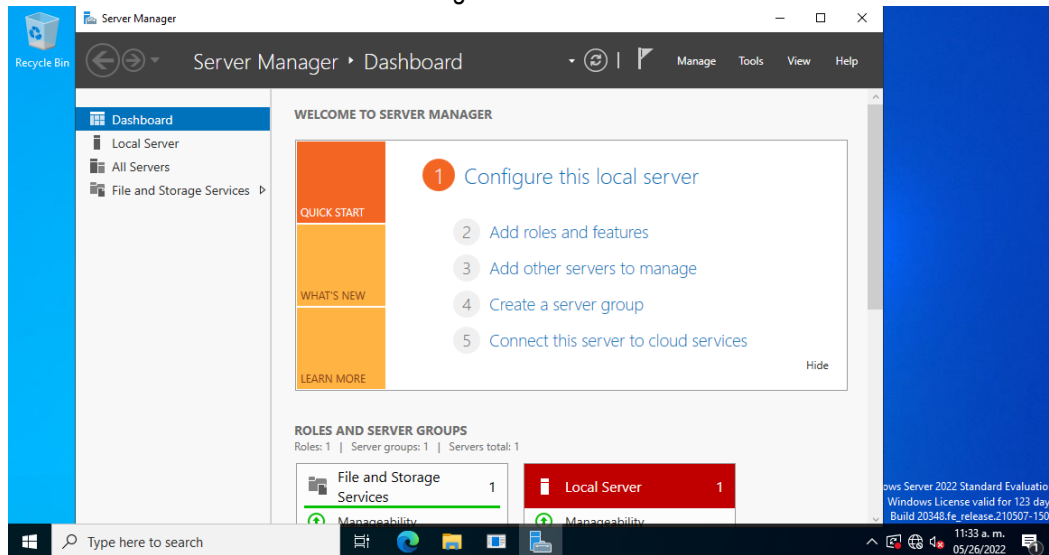 Server Manager
Recycle Bin
Server Manager ‣ Dashboard
Manage Tools View Help
Dashboard
Local Server
All Servers
File and Storage Services
WELCOME TO SERVER MANAGER
QUICK START
WHAT'S NEW
LEARN MORE
1 Configure this local server
2 Add roles and features
3 Add other servers to manage
4 Create a server group
5 Connect this server to cloud services
Hide
ROLES AND SERVER GROUPS
Roles: 1 | Server groups: 1 | Servers total: 1
File and Storage
Services
1
Manageability
Local Server 1
Manageability
ows Server 2022 Standard Evaluatio
Windows License valid for 123 day
Build 20348.fe_release.210507-150
Type here to search
11:33 a. m.
05/26/2022
1